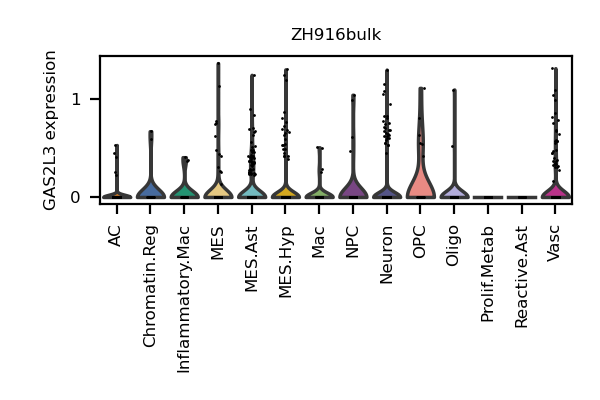 ZH916bulk
GAS2L3 expression
1
0
AC
Chromatin.Reg
Inflammatory.Mac
MES
MES.Ast
MES.Hyp
Mac
NPC
Neuron
OPC
Oligo
Prolif.Metab
Reactive.Ast
Vasc